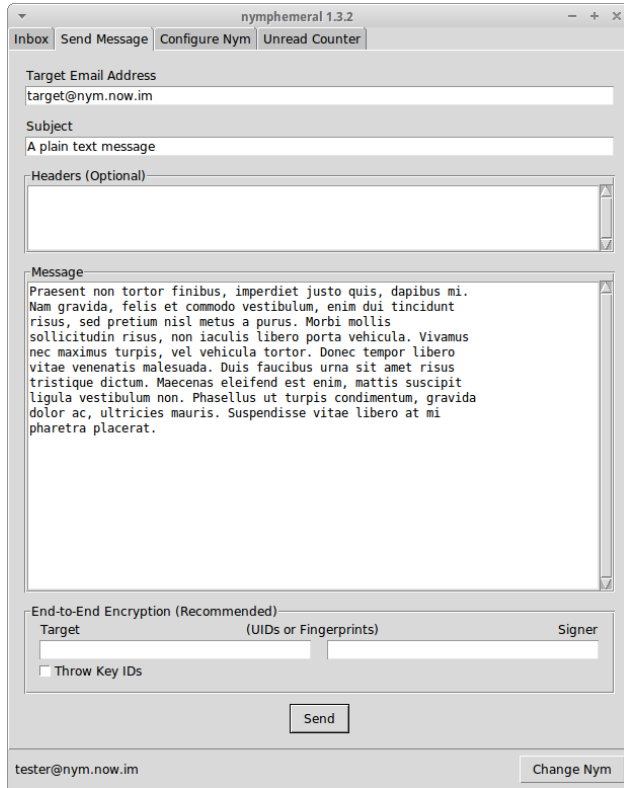 nymphemeral 1.3.2
Inbox Send Message Configure Nym Unread Counter
Target Email Address
target@nym.now.im
Subject
A plain text message
Headers (Optional)
Message
Praesent non tortor finibus, imperdiet justo quis, dapibus mi.
Nam gravida, felis et commodo vestibulum, enim dui tincidunt
risus, sed pretium nisl metus a purus. Morbi mollis
sollicitudin risus, non iaculis libero porta vehicula. Vivamus
nec maximus turpis, vel vehicula tortor. Donec tempor libero
vitae venenatis malesuada. Duis faucibus urna sit amet risus
tristique dictum. Maecenas eleifend est enim, mattis suscipit
ligula vestibulum non. Phasellus ut turpis condimentum, gravida
dolor ac, ultricies mauris. Suspendisse vitae libero at mi
pharetra placerat.
End-to-End Encryption (Recommended)
Target (UIDs or Fingerprints) Signer
Throw Key IDs
Send
tester@nym.now.im Change Nym